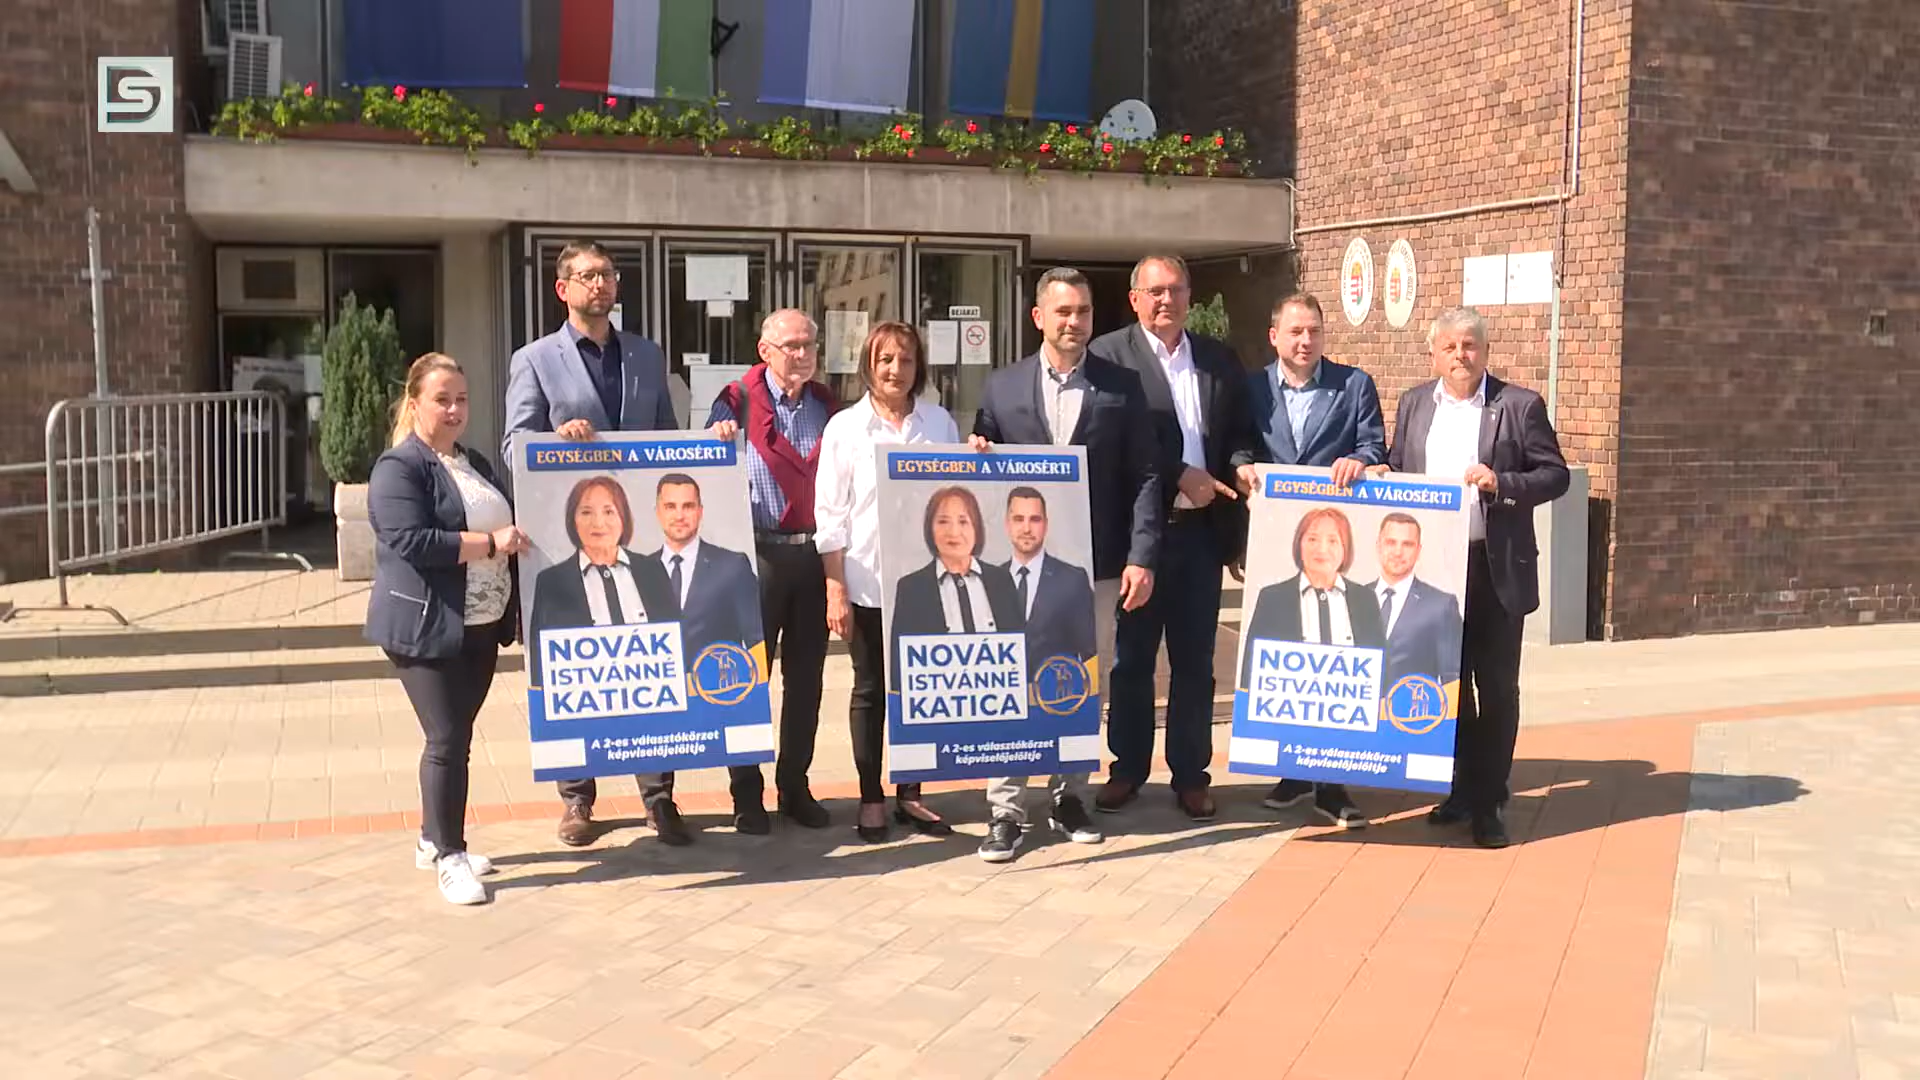 S
BEJÁRAT
EGYSÉGBEN A VÁROSÉRT!
NOVÁK
ISTVÁNNÉ
KATICA
A 2-es választókörzet
képviselőjelöltje
EGYSÉGBEN A VÁROSÉRT!
NOVÁK
ISTVÁNNÉ
KATICA
A 2-es választókörzet
képviselőjelöltje
EGYSÉGBEN A VÁROSÉRT!
NOVÁK
ISTVÁNNÉ
KATICA
A 2-es választókörzet
képviselőjelöltje